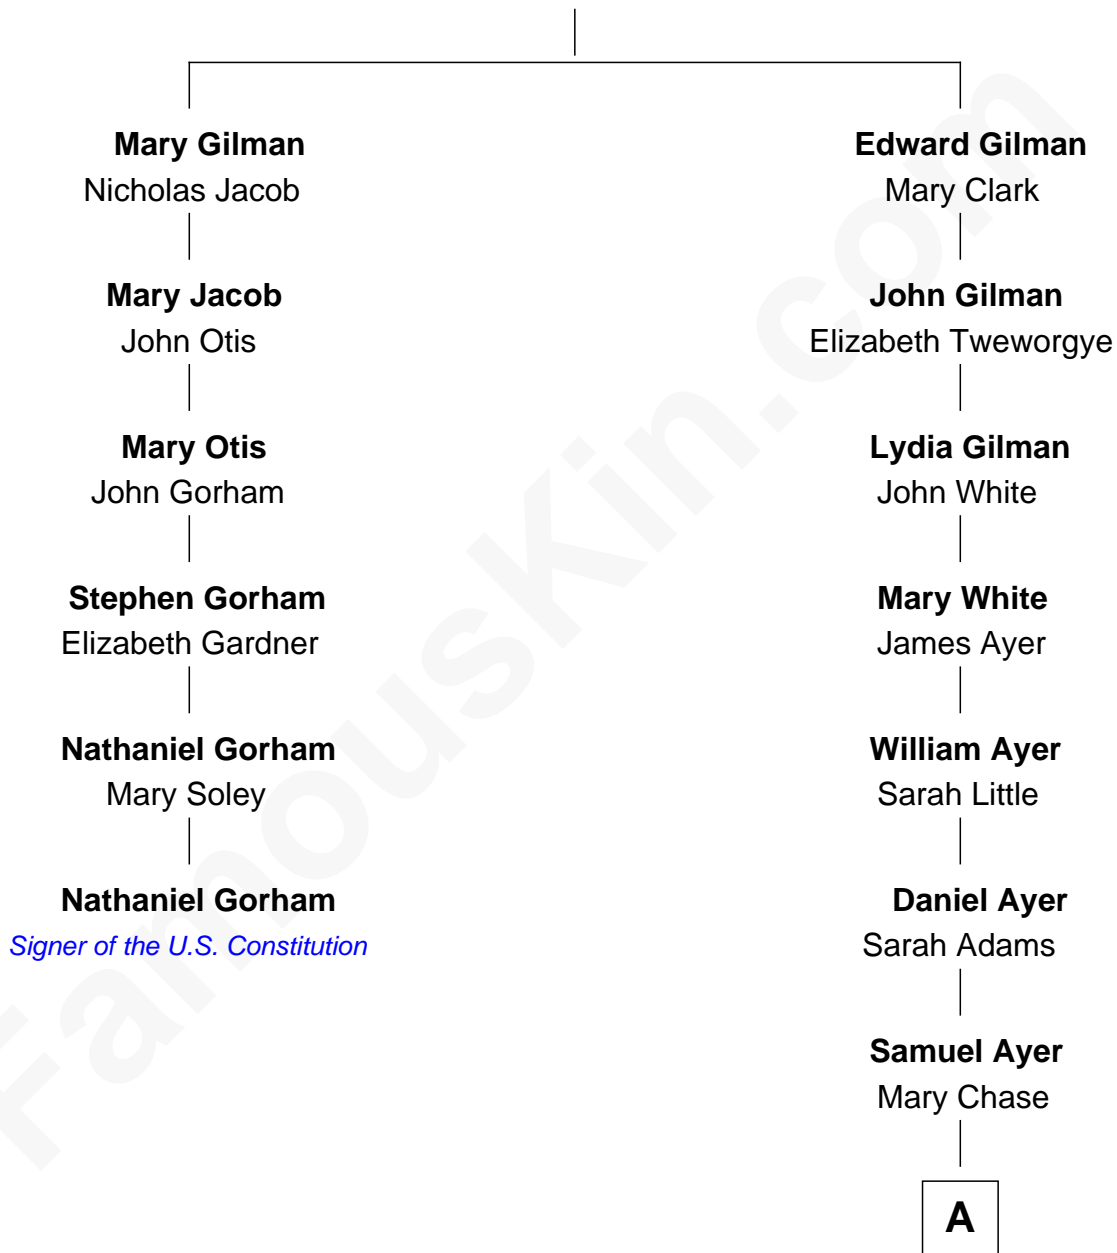 Mary Gilman
Nicholas Jacob
Mary Jacob
John Otis
Mary Otis
John Gorham
Stephen Gorham
Elizabeth Gardner
Nathaniel Gorham
Mary Soley
Nathaniel Gorham
Signer of the U.S. Constitution
Edward Gilman
Mary Clark
John Gilman
Elizabeth Tweworgye
Lydia Gilman
John White
Mary White
James Ayer
William Ayer
Sarah Little
Daniel Ayer
Sarah Adams
Samuel Ayer
Mary Chase
A
FamousKin.com